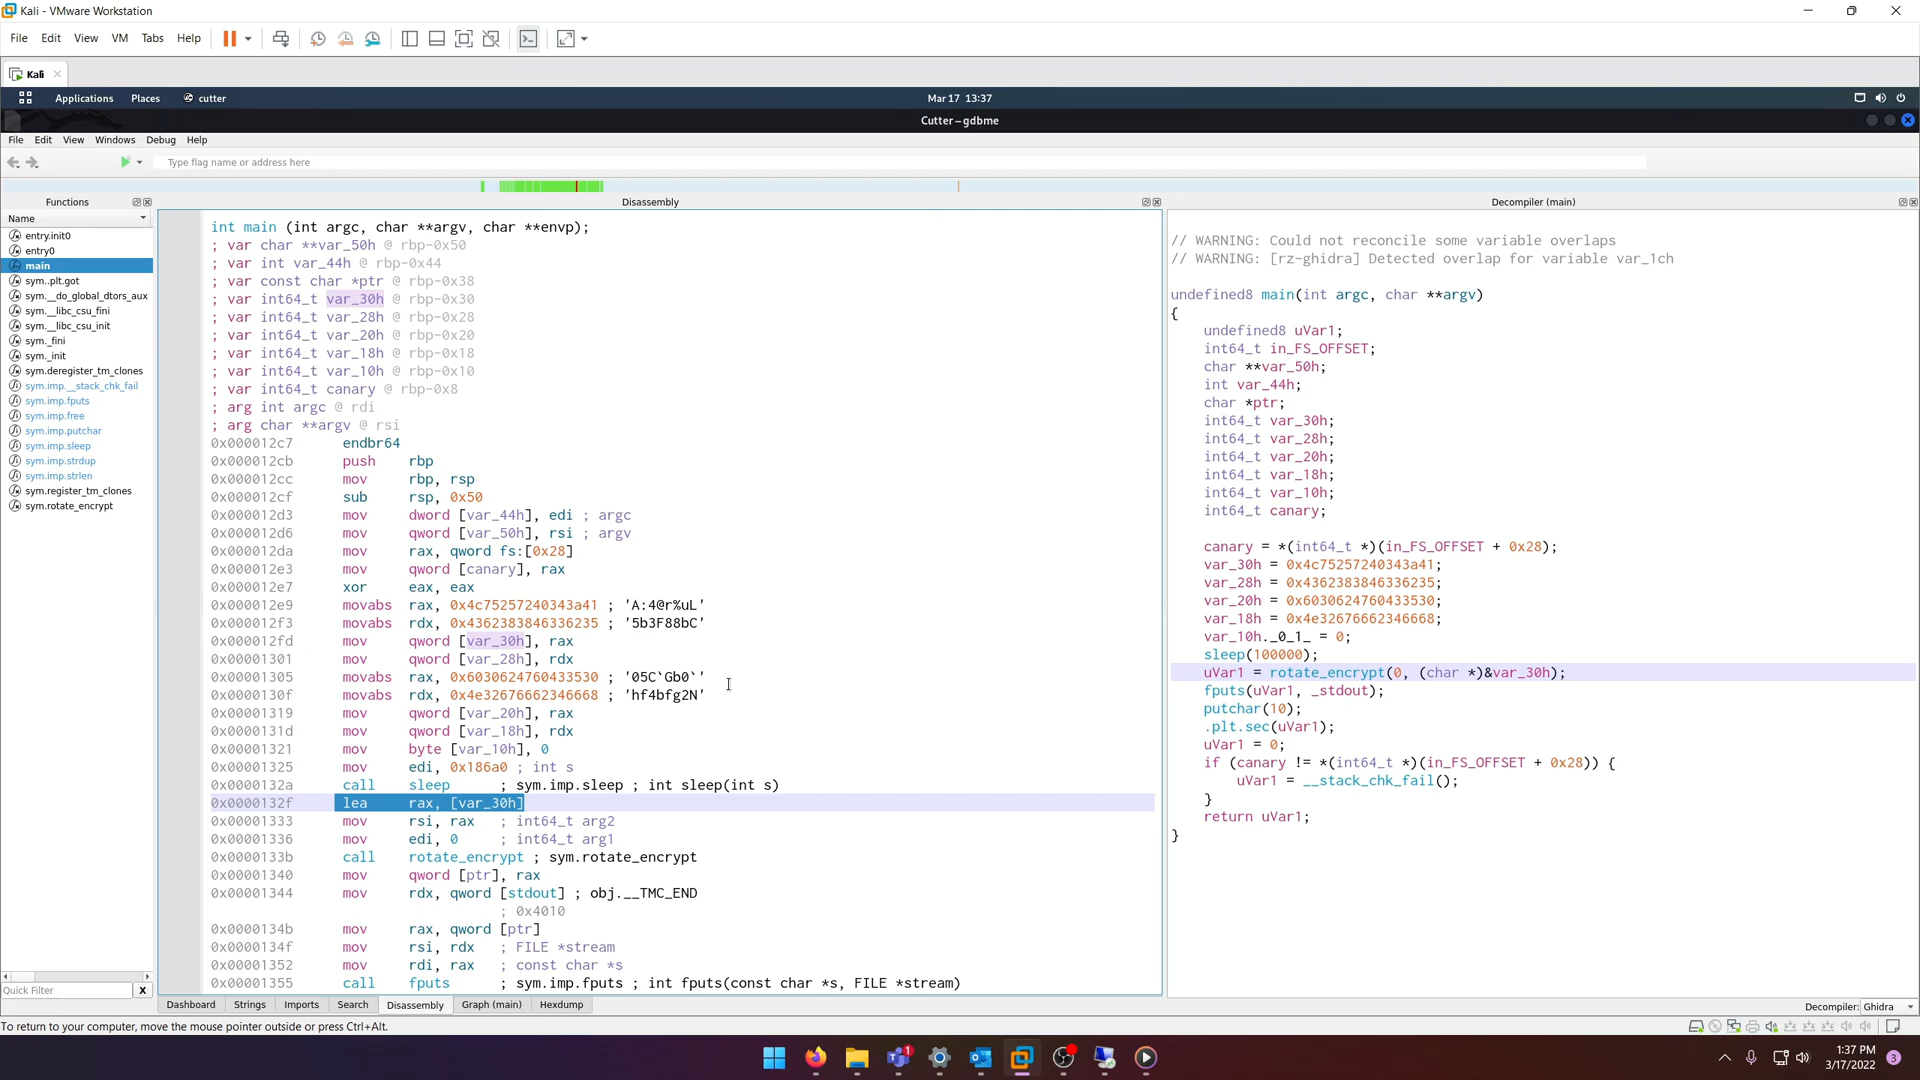 Kali - VMware Workstation
File Edit View VM Tabs Help
Kali
Applications Places cutter Mar 17 13:37
Cutter – gdbme
File Edit View Windows Debug Help
Type flag name or address here
Functions
Name
entry.init0
entry0
main
sym..plt.got
sym.__do_global_dtors_aux
sym.__libc_csu_fini
sym.__libc_csu_init
sym._fini
sym._init
sym.deregister_tm_clones
sym.imp.__stack_chk_fail
sym.imp.fputs
sym.imp.free
sym.imp.putchar
sym.imp.sleep
sym.imp.strdup
sym.imp.strlen
sym.register_tm_clones
sym.rotate_encrypt
Quick Filter X
Disassembly
int main (int argc, char **argv, char **envp);
; var char **var_50h @ rbp-0x50
; var int var_44h @ rbp-0x44
; var const char *ptr @ rbp-0x38
; var int64_t var_30h @ rbp-0x30
; var int64_t var_28h @ rbp-0x28
; var int64_t var_20h @ rbp-0x20
; var int64_t var_18h @ rbp-0x18
; var int64_t var_10h @ rbp-0x10
; var int64_t canary @ rbp-0x8
; arg int argc @ rdi
; arg char **argv @ rsi
0x000012c7 endbr64
0x000012cb push rbp
0x000012cc mov rbp, rsp
0x000012cf sub rsp, 0x50
0x000012d3 mov dword [var_44h], edi ; argc
0x000012d6 mov qword [var_50h], rsi ; argv
0x000012da mov rax, qword fs:[0x28]
0x000012e3 mov qword [canary], rax
0x000012e7 xor eax, eax
0x000012e9 movabs rax, 0x4c75257240343a41 ; 'A:4@r%uL'
0x000012f3 movabs rdx, 0x4362383846336235 ; '5b3F88bC'
0x000012fd mov qword [var_30h], rax
0x00001301 mov qword [var_28h], rdx
0x00001305 movabs rax, 0x6030624760433530 ; '05C`Gb0`'
0x0000130f movabs rdx, 0x4e32676662346668 ; 'hf4bfg2N'
0x00001319 mov qword [var_20h], rax
0x0000131d mov qword [var_18h], rdx
0x00001321 mov byte [var_10h], 0
0x00001325 mov edi, 0x186a0 ; int s
0x0000132a call sleep ; sym.imp.sleep ; int sleep(int s)
0x0000132f lea rax, [var_30h]
0x00001333 mov rsi, rax ; int64_t arg2
0x00001336 mov edi, 0 ; int64_t arg1
0x0000133b call rotate_encrypt ; sym.rotate_encrypt
0x00001340 mov qword [ptr], rax
0x00001344 mov rdx, qword [stdout] ; obj.__TMC_END
; 0x4010
0x0000134b mov rax, qword [ptr]
0x0000134f mov rsi, rdx ; FILE *stream
0x00001352 mov rdi, rax ; const char *s
0x00001355 call fputs ; sym.imp.fputs ; int fputs(const char *s, FILE *stream)
Dashboard Strings Imports Search Disassembly Graph (main) Hexdump
Decompiler (main)
// WARNING: Could not reconcile some variable overlaps
// WARNING: [rz-ghidra] Detected overlap for variable var_1ch
undefined8 main(int argc, char **argv)
{
undefined8 uVar1;
int64_t in_FS_OFFSET;
char **var_50h;
int var_44h;
char *ptr;
int64_t var_30h;
int64_t var_28h;
int64_t var_20h;
int64_t var_18h;
int64_t var_10h;
int64_t canary;
canary = *(int64_t *)(in_FS_OFFSET + 0x28);
var_30h = 0x4c75257240343a41;
var_28h = 0x4362383846336235;
var_20h = 0x6030624760433530;
var_18h = 0x4e32676662346668;
var_10h._0_1_ = 0;
sleep(100000);
uVar1 = rotate_encrypt(0, (char *)&var_30h);
fputs(uVar1, _stdout);
putchar(10);
.plt.sec(uVar1);
uVar1 = 0;
if (canary != *(int64_t *)(in_FS_OFFSET + 0x28)) {
uVar1 = __stack_chk_fail();
}
return uVar1;
}
Decompiler: Ghidra
To return to your computer, move the mouse pointer outside or press Ctrl+Alt.
1
1:37 PM
3/17/2022
3